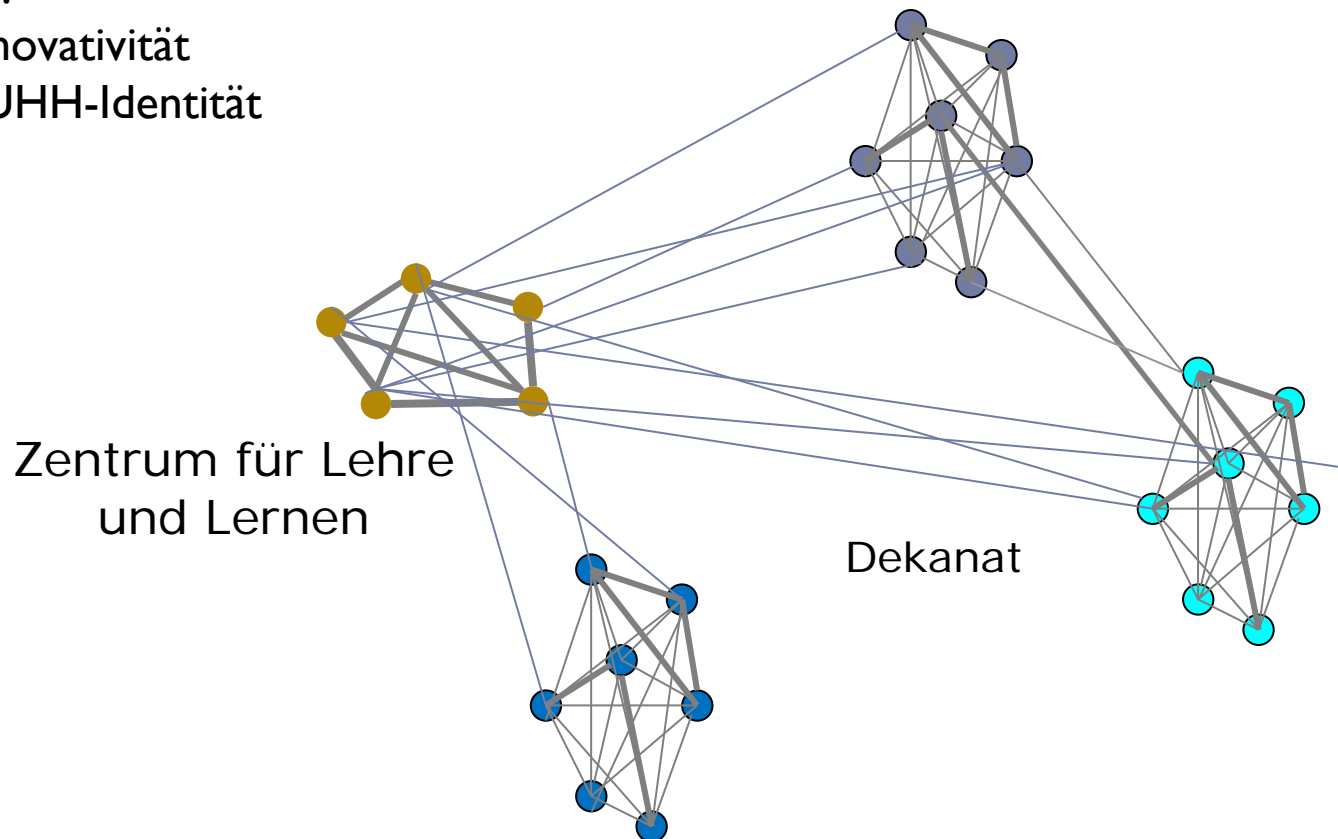 novativität
UHH-Identität
Zentrum für Lehre
und Lernen
Dekanat